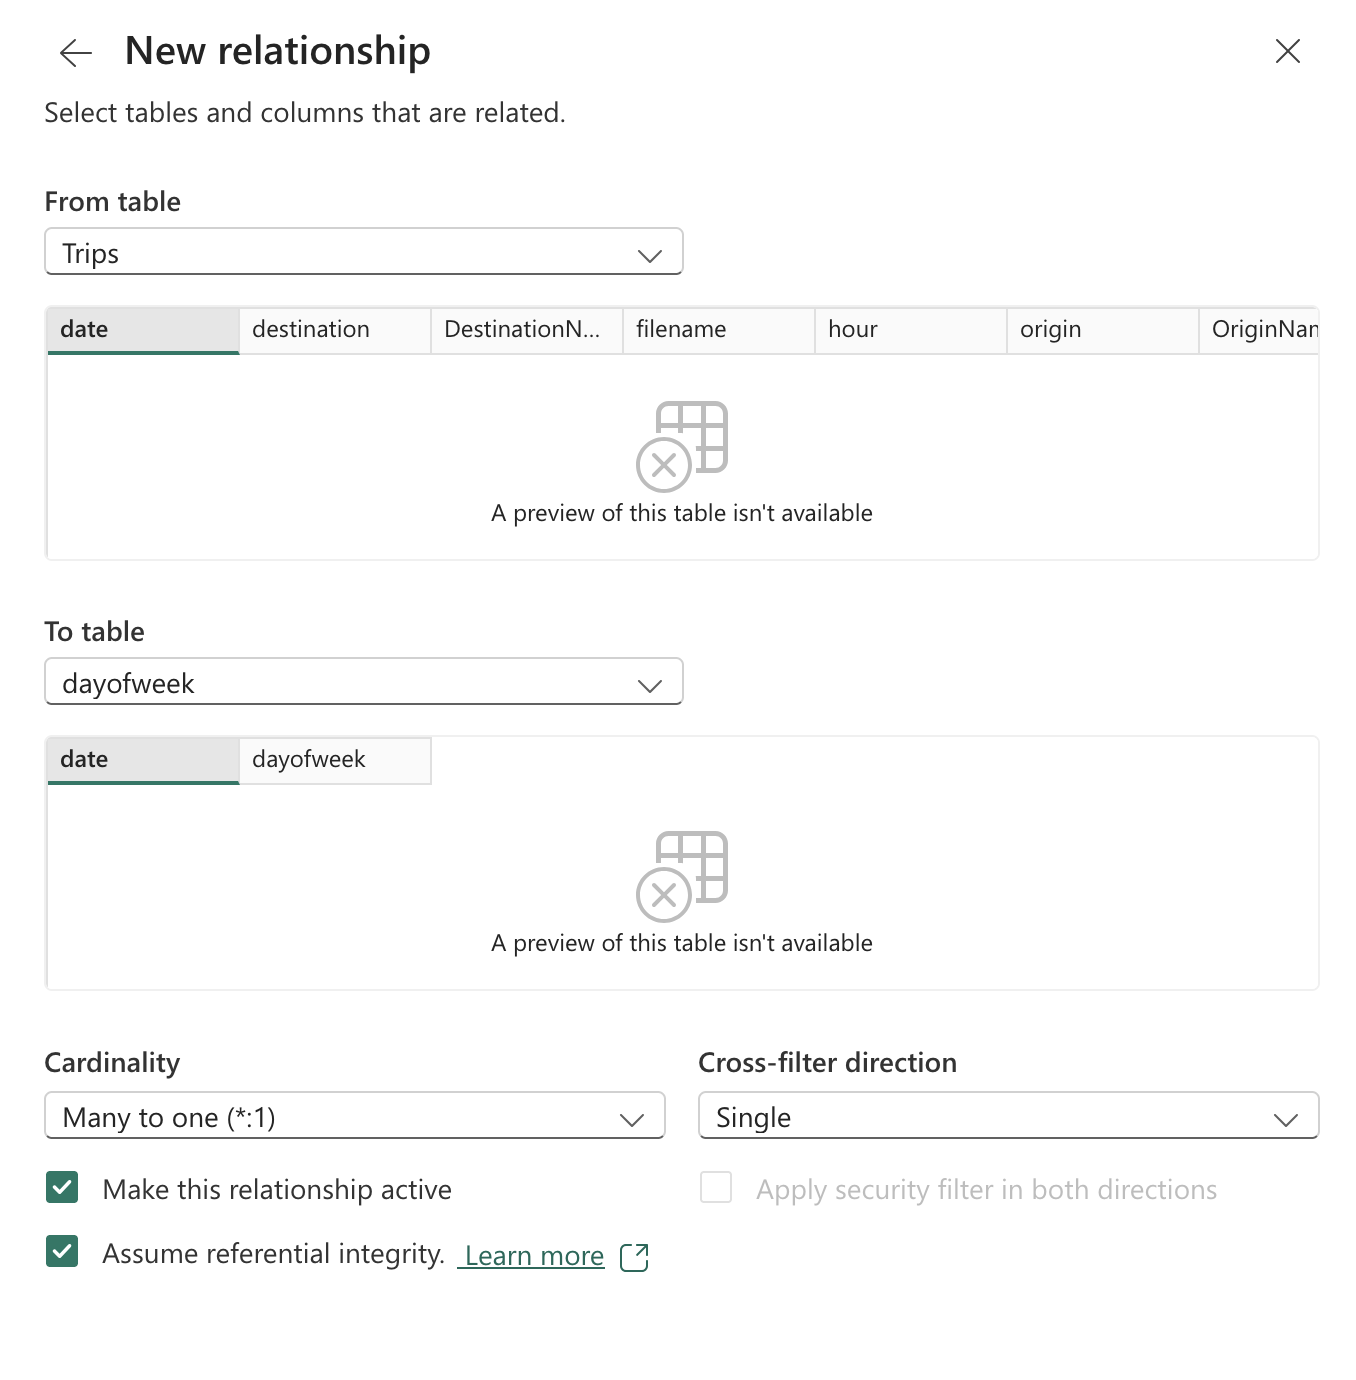 New relationship
Select tables and columns that are related.
From table
Trips
date destination DestinationN... filename hour origin OriginNam
A preview of this table isn't available
To table
dayofweek
date dayofweek
A preview of this table isn't available
Cardinality Cross-filter direction
Many to one (*:1) Single
Make this relationship active Apply security filter in both directions
Assume referential integrity. Learn more